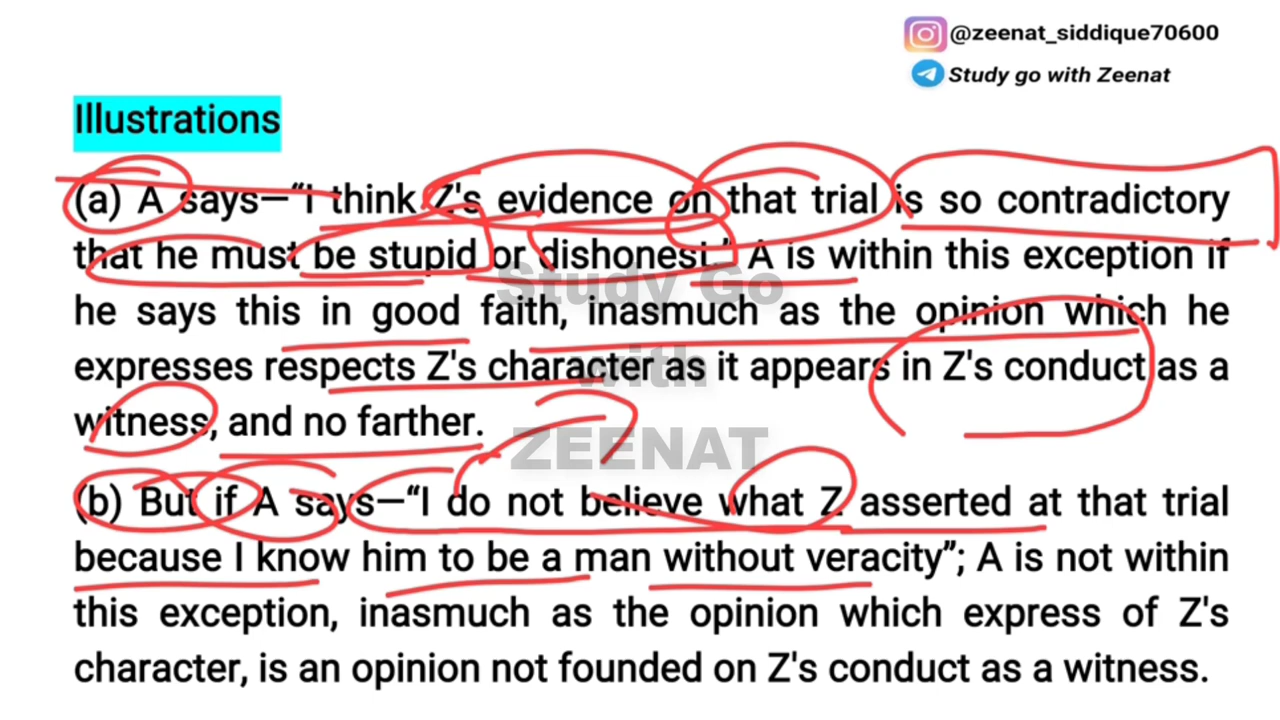 @zeenat_siddique70600
Study go with Zeenat
Illustrations
(a) A says—“I think Z's evidence on that trial is so contradictory
that he must be stupid or dishonest.” A is within this exception if
he says this in good faith, inasmuch as the opinion which he
expresses respects Z's character as it appears in Z's conduct as a
witness, and no farther.
(b) But if A says—“I do not believe what Z asserted at that trial
because I know him to be a man without veracity”; A is not within
this exception, inasmuch as the opinion which express of Z's
character, is an opinion not founded on Z's conduct as a witness.
Study Go
with
ZEENAT